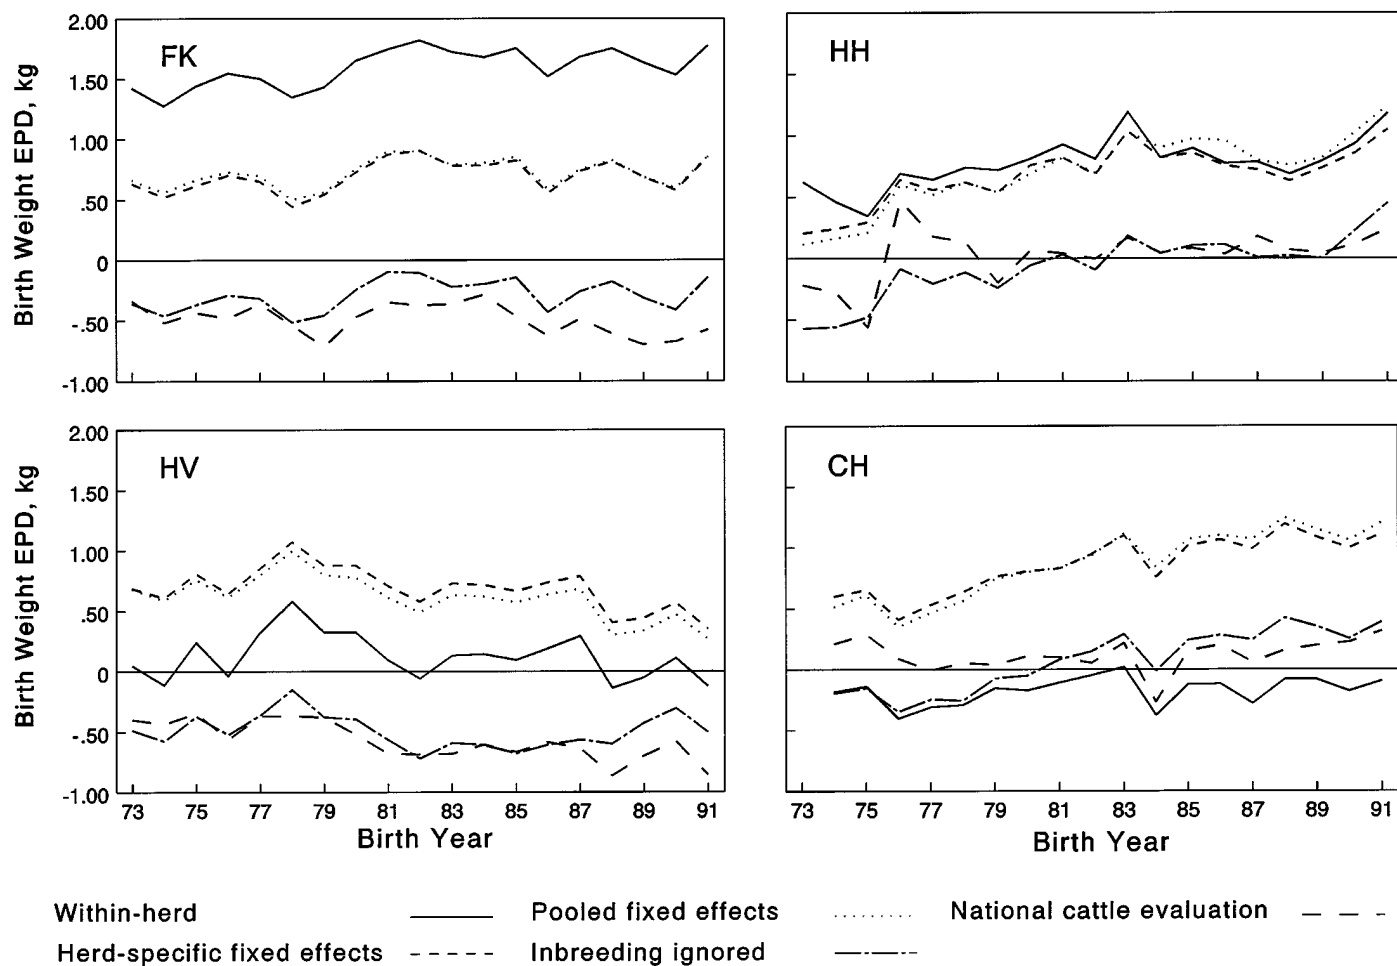 FK
HH
2.00
1.50
1.00
.50
0
-.50
-1.00
Birth Weight EPD, kg
HV
CH
2.00
1.50
1.00
.50
0
-.50
-1.00
Birth Weight EPD, kg
73 75 77 79 81 83 85 87 89 91
73 75 77 79 81 83 85 87 89 91
Birth Year
Birth Year
Within-herd Pooled fixed effects National cattle evaluation
Herd-specific fixed effects Inbreeding ignored